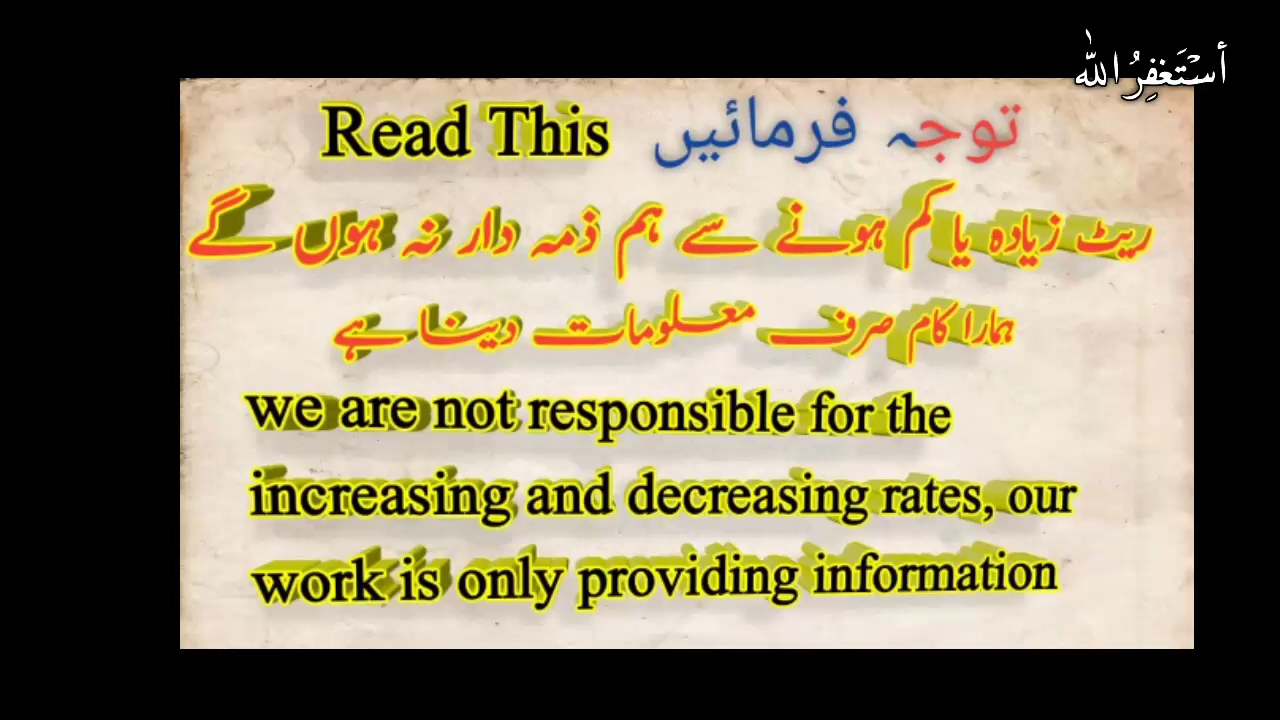 أستغفر الله
Read This توجہ فرمائیں
ریٹ زیادہ یا کم ہونے سے ہم ذمہ دار نہ ہوں گے
ہمارا کام صرف معلومات دینا ہے
we are not responsible for the
increasing and decreasing rates, our
work is only providing information